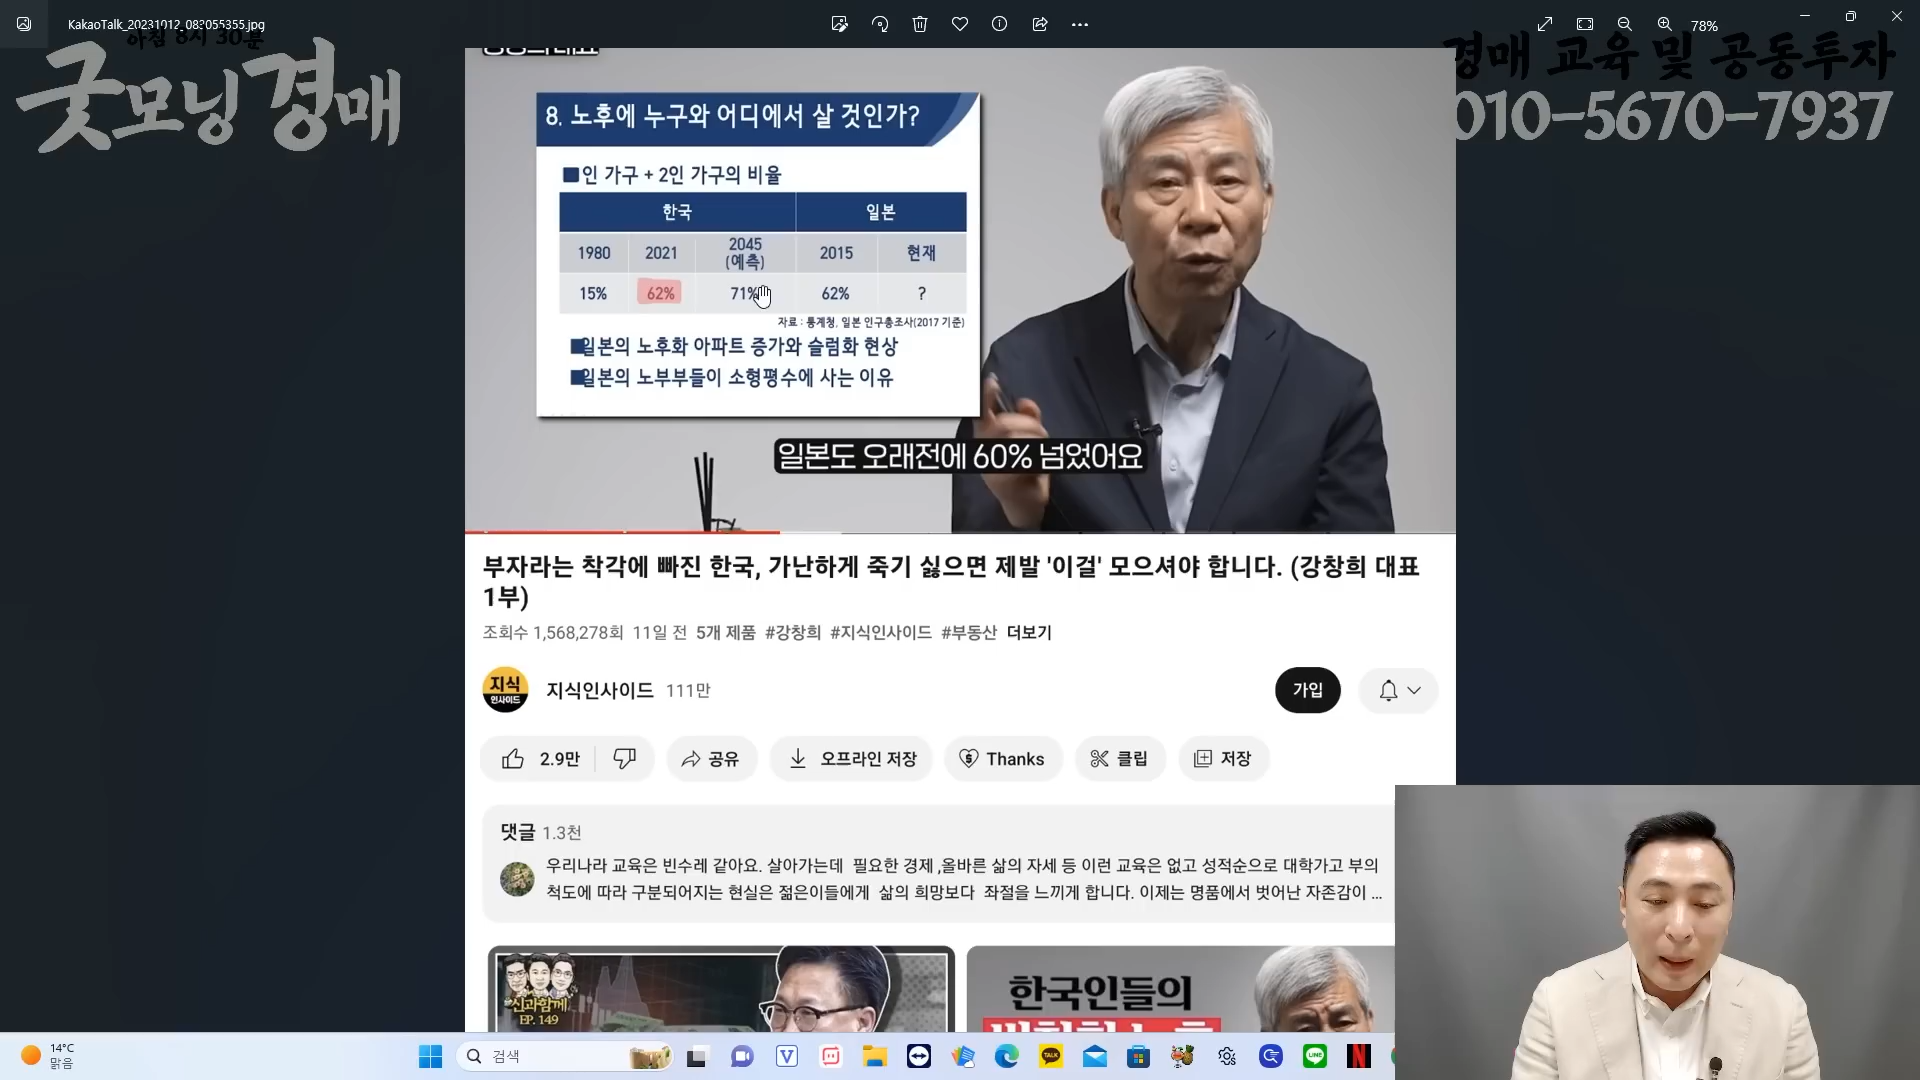 KakaoTalk_20231012_083055355.jpg
78%
아침 8시 30분
굿모닝경매
경매 교육 및 공동투자
010-5670-7937
8. 노후에 누구와 어디에서 살 것인가?
인 가구 + 2인 가구의 비율
한국 일본
1980 2021 2045 (예측) 2015 현재
15% 62% 71% 62% ?
자료 : 통계청, 일본 인구총조사(2017 기준)
일본의 노후화 아파트 증가와 슬럼화 현상
일본의 노부부들이 소형평수에 사는 이유
일본도 오래전에 60% 넘었어요
부자라는 착각에 빠진 한국, 가난하게 죽기 싫으면 제발 '이걸' 모으셔야 합니다. (강창희 대표
1부)
조회수 1,568,278회 11일 전 5개 제품 #강창희 #지식인사이드 #부동산 더보기
지식
인사이드
지식인사이드 111만
가입
2.9만 공유 오프라인 저장 Thanks 클립 저장
댓글 1.3천
우리나라 교육은 빈수레 같아요. 살아가는데 필요한 경제 ,올바른 삶의 자세 등 이런 교육은 없고 성적순으로 대학가고 부의
척도에 따라 구분되어지는 현실은 젊은이들에게 삶의 희망보다 좌절을 느끼게 합니다. 이제는 명품에서 벗어난 자존감이 ...
신과함께
EP. 149
한국인들의
14°C
맑음
검색
V
TALK
LINE
N